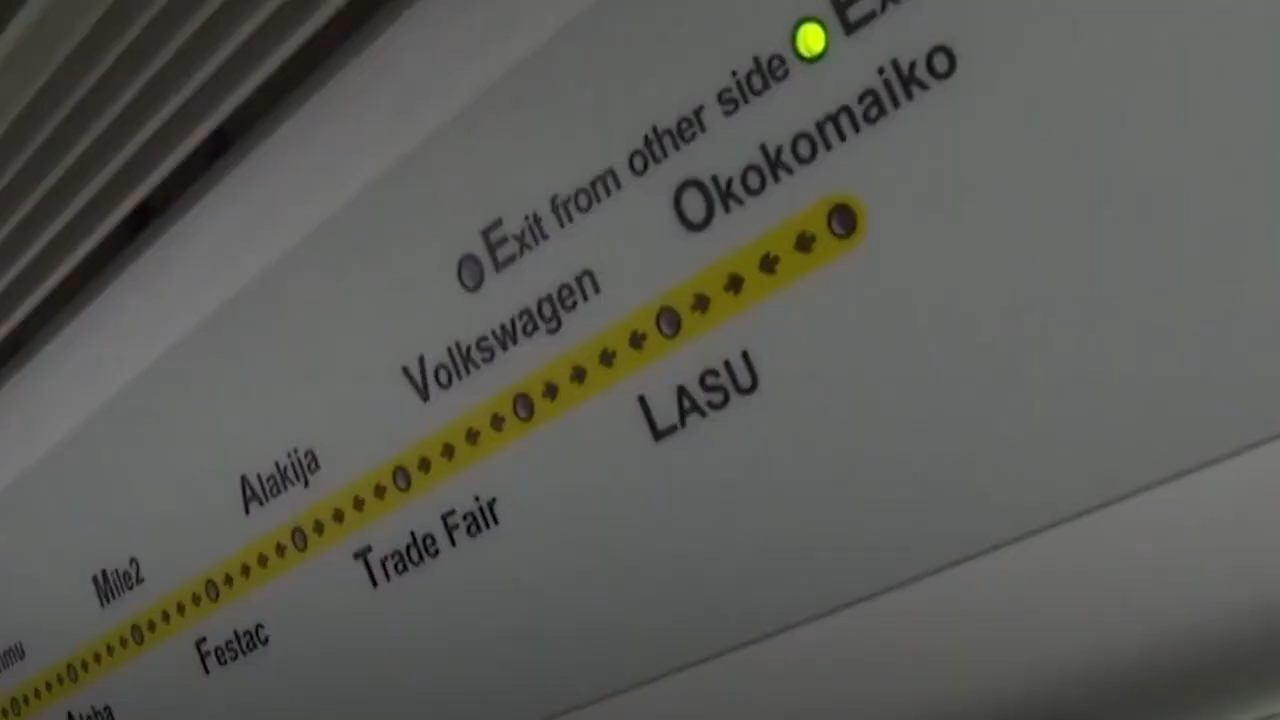 Exit from other side
Okokomaiko
Volkswagen
LASU
Alakija
Trade Fair
Mile2
Festac